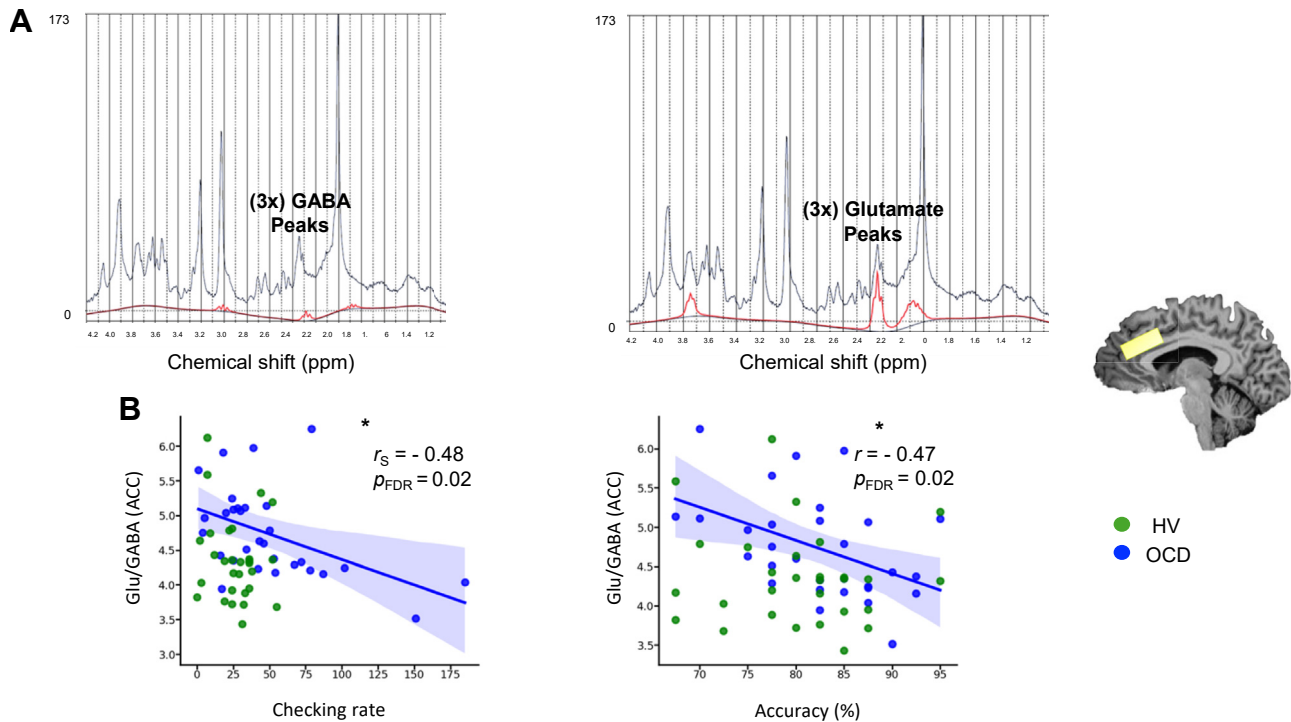 A
173
(3x) GABA
Peaks
0
4.2 4.0 3.8 3.6 3.4 3.2 3.0 2.8 2.6 2.4 2.2 2.0 1.8 1.6 1.4 1.2
Chemical shift (ppm)
173
(3x) Glutamate
Peaks
0
4.2 4.0 3.8 3.6 3.4 3.2 3.0 2.8 2.6 2.4 2.2 2. 0 1.8 1. 6 1.4 1.2
Chemical shift (ppm)
B
Glu/GABA (ACC)
6.0
5.5
5.0
4.5
4.0
3.5
3.0
*
rS = - 0.48
pFDR = 0.02
0 25 50 75 100 125 150 175
Checking rate
Glu/GABA (ACC)
6.0
5.5
5.0
4.5
4.0
3.5
*
r = - 0.47
pFDR = 0.02
70 75 80 85 90 95
Accuracy (%)
HV
OCD